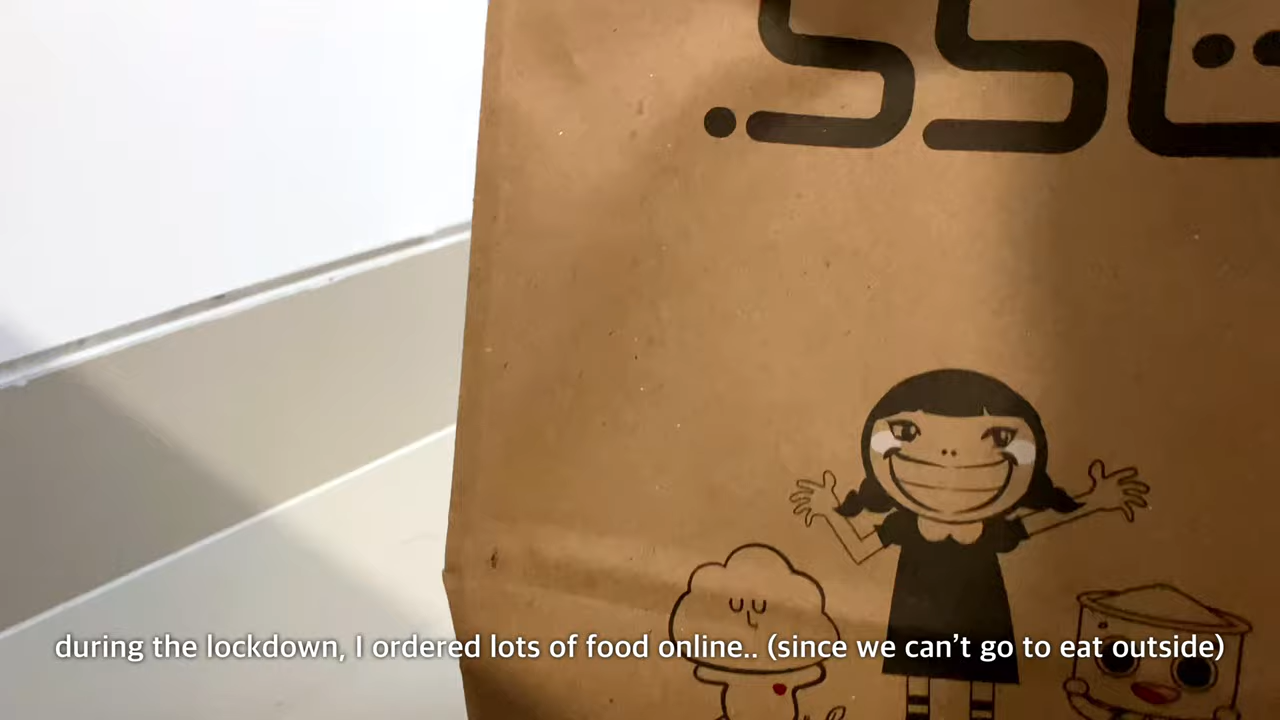 during the lockdown, I ordered lots of food online.. (since we can't go to eat outside)